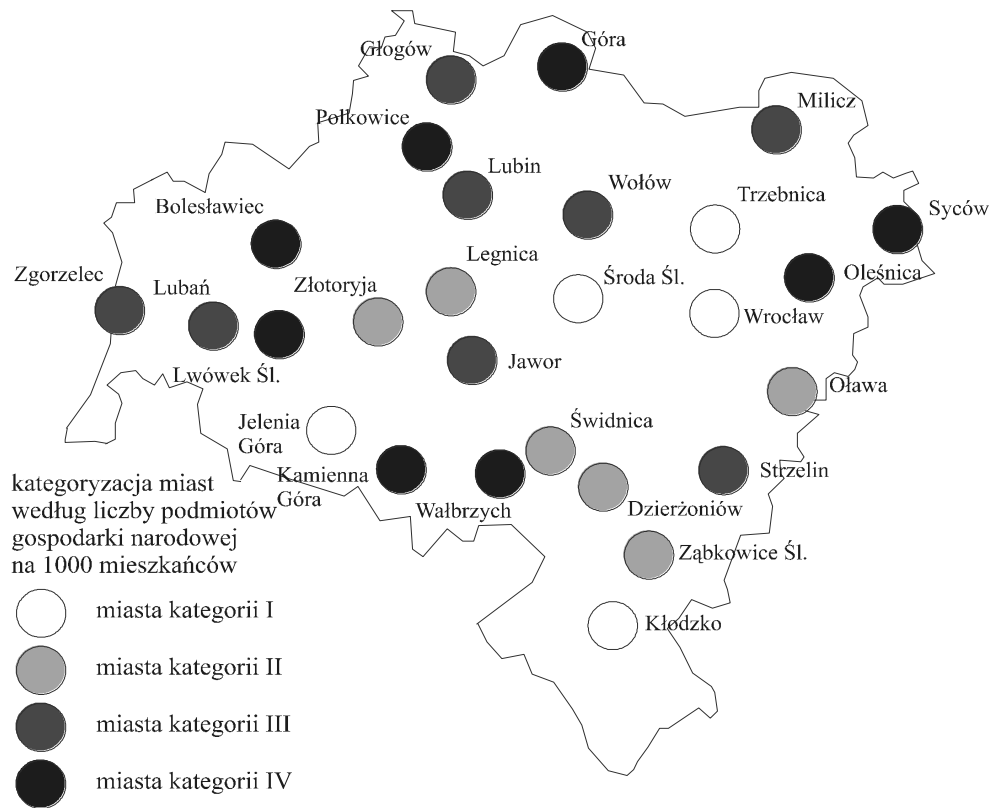 Głogów
Góra
Milicz
Połkowice
Lubin
Wołów
Trzebnica
Syców
Bolesławiec
Legnica
Zgorzelec
Lubań
Złotoryja
Środa Śl.
Oleśnica
Wrocław
Lwówek Śl.
Jawor
Oława
Jelenia
Góra
Świdnica
Kamienna
Góra
Wałbrzych
Strzelin
Dzierżoniów
Ząbkowice Śl.
Kłodzko
kategoryzacja miast
według liczby podmiotów
gospodarki narodowej
na 1000 mieszkańców
miasta kategorii I
miasta kategorii II
miasta kategorii III
miasta kategorii IV